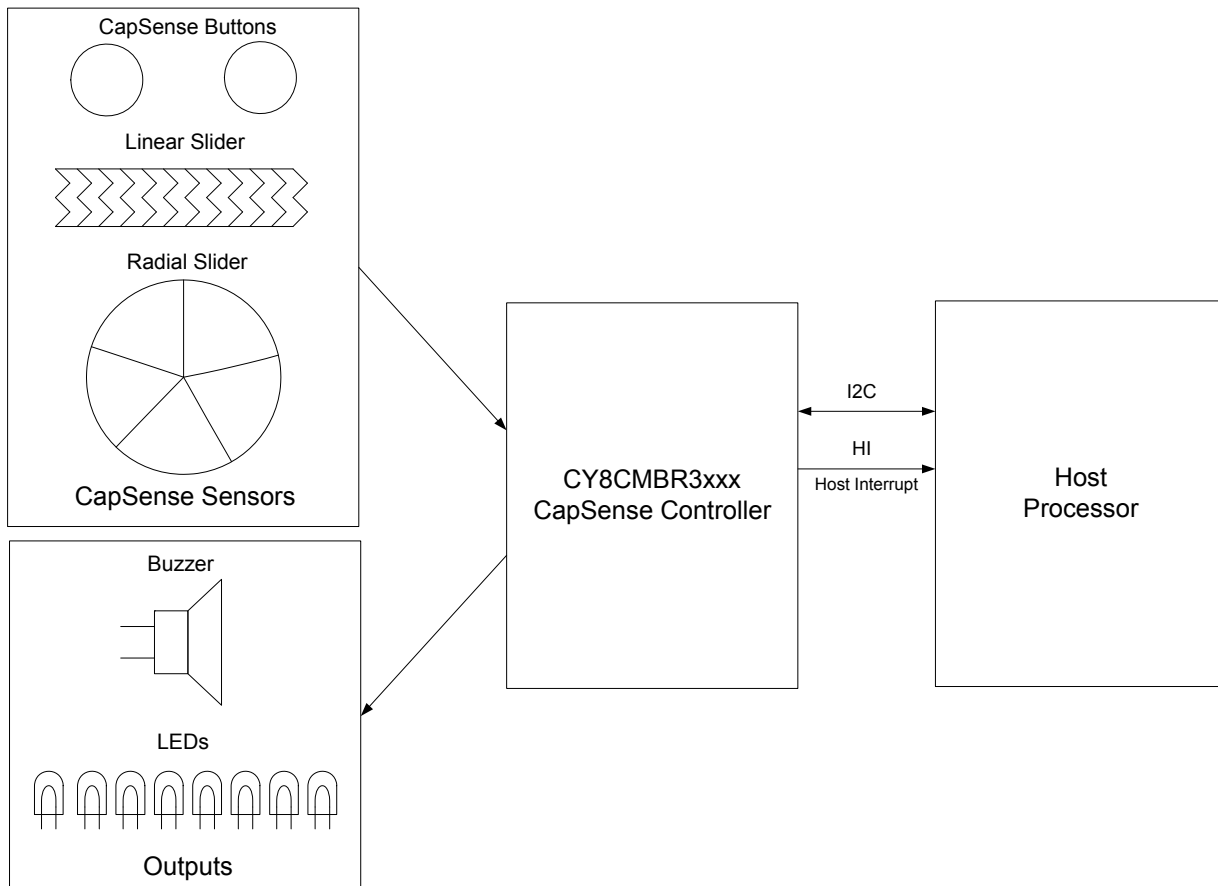 CapSense Buttons
Linear Slider
Radial Slider
CapSense Sensors
Buzzer
LEDs
Outputs
CY8CMBR3xxx
CapSense Controller
I2C
HI
Host Interrupt
Host
Processor